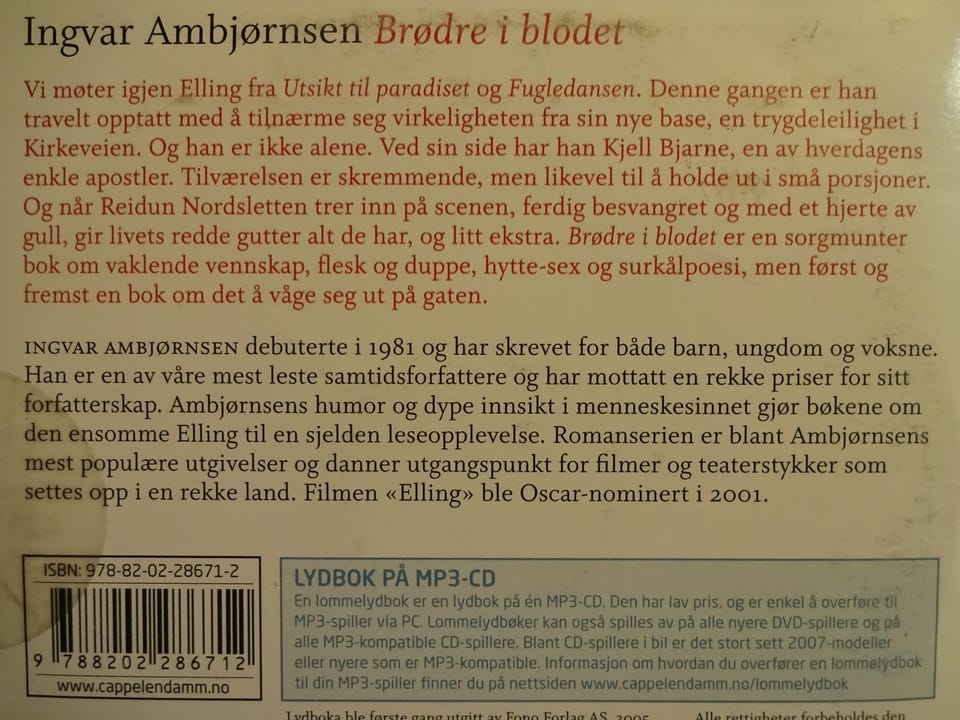 Ingvar Ambjørnsen Brødre i blodet
Vi møter igjen Elling fra Utsikt til paradiset og Fugledansen. Denne gangen er han
travelt opptatt med å tilnærme seg virkeligheten fra sin nye base, en trygdeleilighet i
Kirkeveien. Og han er ikke alene. Ved sin side har han Kjell Bjarne, en av hverdagens
enkle apostler. Tilværelsen er skremmende, men likevel til å holde ut i små porsjoner.
Og når Reidun Nordsletten trer inn på scenen, ferdig besvangret og med et hjerte av
gull, gir livets redde gutter alt de har, og litt ekstra. Brødre i blodet er en sorgmunter
bok om vaklende vennskap, flesk og duppe, hytte-sex og surkålpoesi, men først og
fremst en bok om det å våge seg ut på gaten.
INGVAR AMBJØRNSEN debuterte i 1981 og har skrevet for både barn, ungdom og voksne.
Han er en av våre mest leste samtidsforfattere og har mottatt en rekke priser for sitt
forfatterskap. Ambjørnsens humor og dype innsikt i menneskesinnet gjør bøkene om
den ensomme Elling til en sjelden leseopplevelse. Romanserien er blant Ambjørnsens
mest populære utgivelser og danner utgangspunkt for filmer og teaterstykker som
settes opp i en rekke land. Filmen «Elling» ble Oscar-nominert i 2001.
ISBN: 978-82-02-28671-2
9 788202 286712
www.cappelendamm.no
LYDBOK PÅ MP3-CD
En lommelydbok er en lydbok på én MP3-CD. Den har lav pris, og er enkel å overføre til
MP3-spiller via PC. Lommelydbøker kan også spilles av på alle nyere DVD-spillere og på
alle MP3-kompatible CD-spillere. Blant CD-spillere i bil er det stort sett 2007-modeller
eller nyere som er MP3-kompatible. Informasjon om hvordan du overfører en lommelydbok
til din MP3-spiller finner du på nettsiden www.cappelendamm.no/lommelydbok
Lydboka ble første gang utgitt av Fono Forlag AS, 2005. Alle rettigheter forbeholdes den